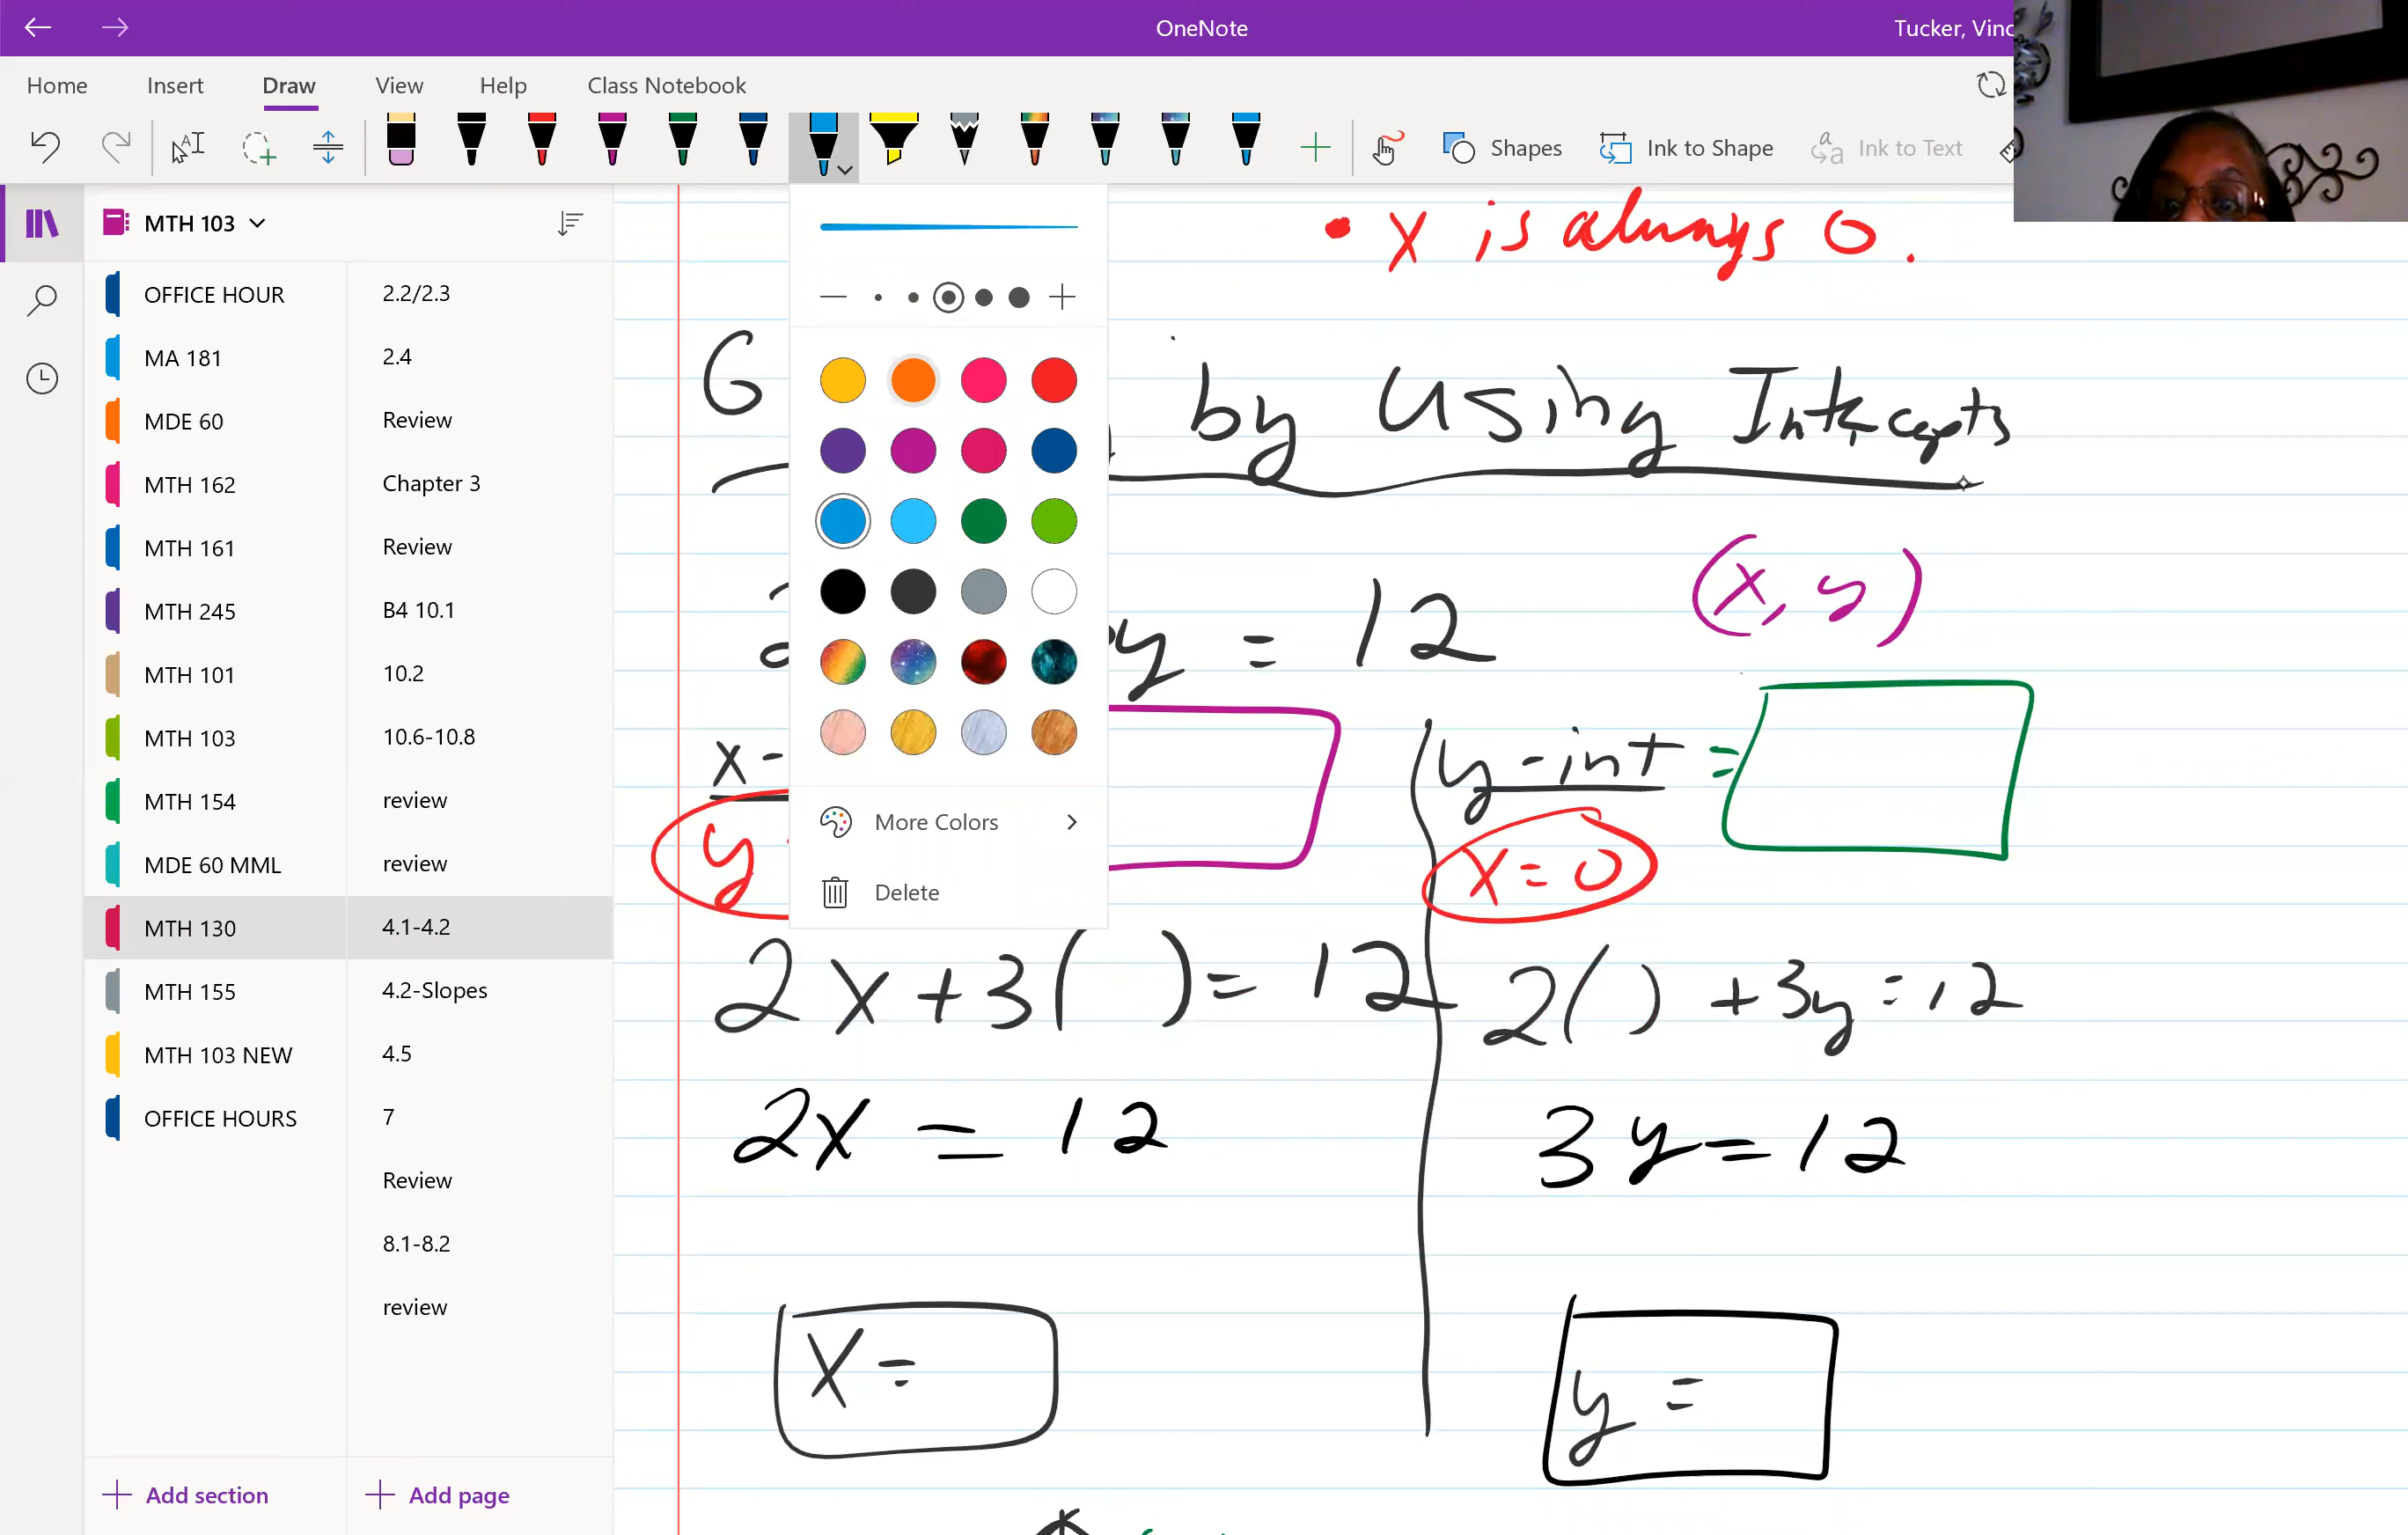 OneNote
Tucker, Vinc
Home Insert Draw View Help Class Notebook
Shapes Ink to Shape Ink to Text
MTH 103
OFFICE HOUR
MA 181
MDE 60
MTH 162
MTH 161
MTH 245
MTH 101
MTH 103
MTH 154
MDE 60 MML
MTH 130
MTH 155
MTH 103 NEW
OFFICE HOURS
Add section
2.2/2.3
2.4
Review
Chapter 3
Review
B4 10.1
10.2
10.6-10.8
review
review
4.1-4.2
4.2-Slopes
4.5
7
Review
8.1-8.2
review
Add page
More Colors
Delete
• X is always 0.
G by Using Intercepts
y = 12 (x, y)
x- y-int =
y x=0
2x+3( )=12 2( )+3y=12
2x = 12 3y=12
X = y =